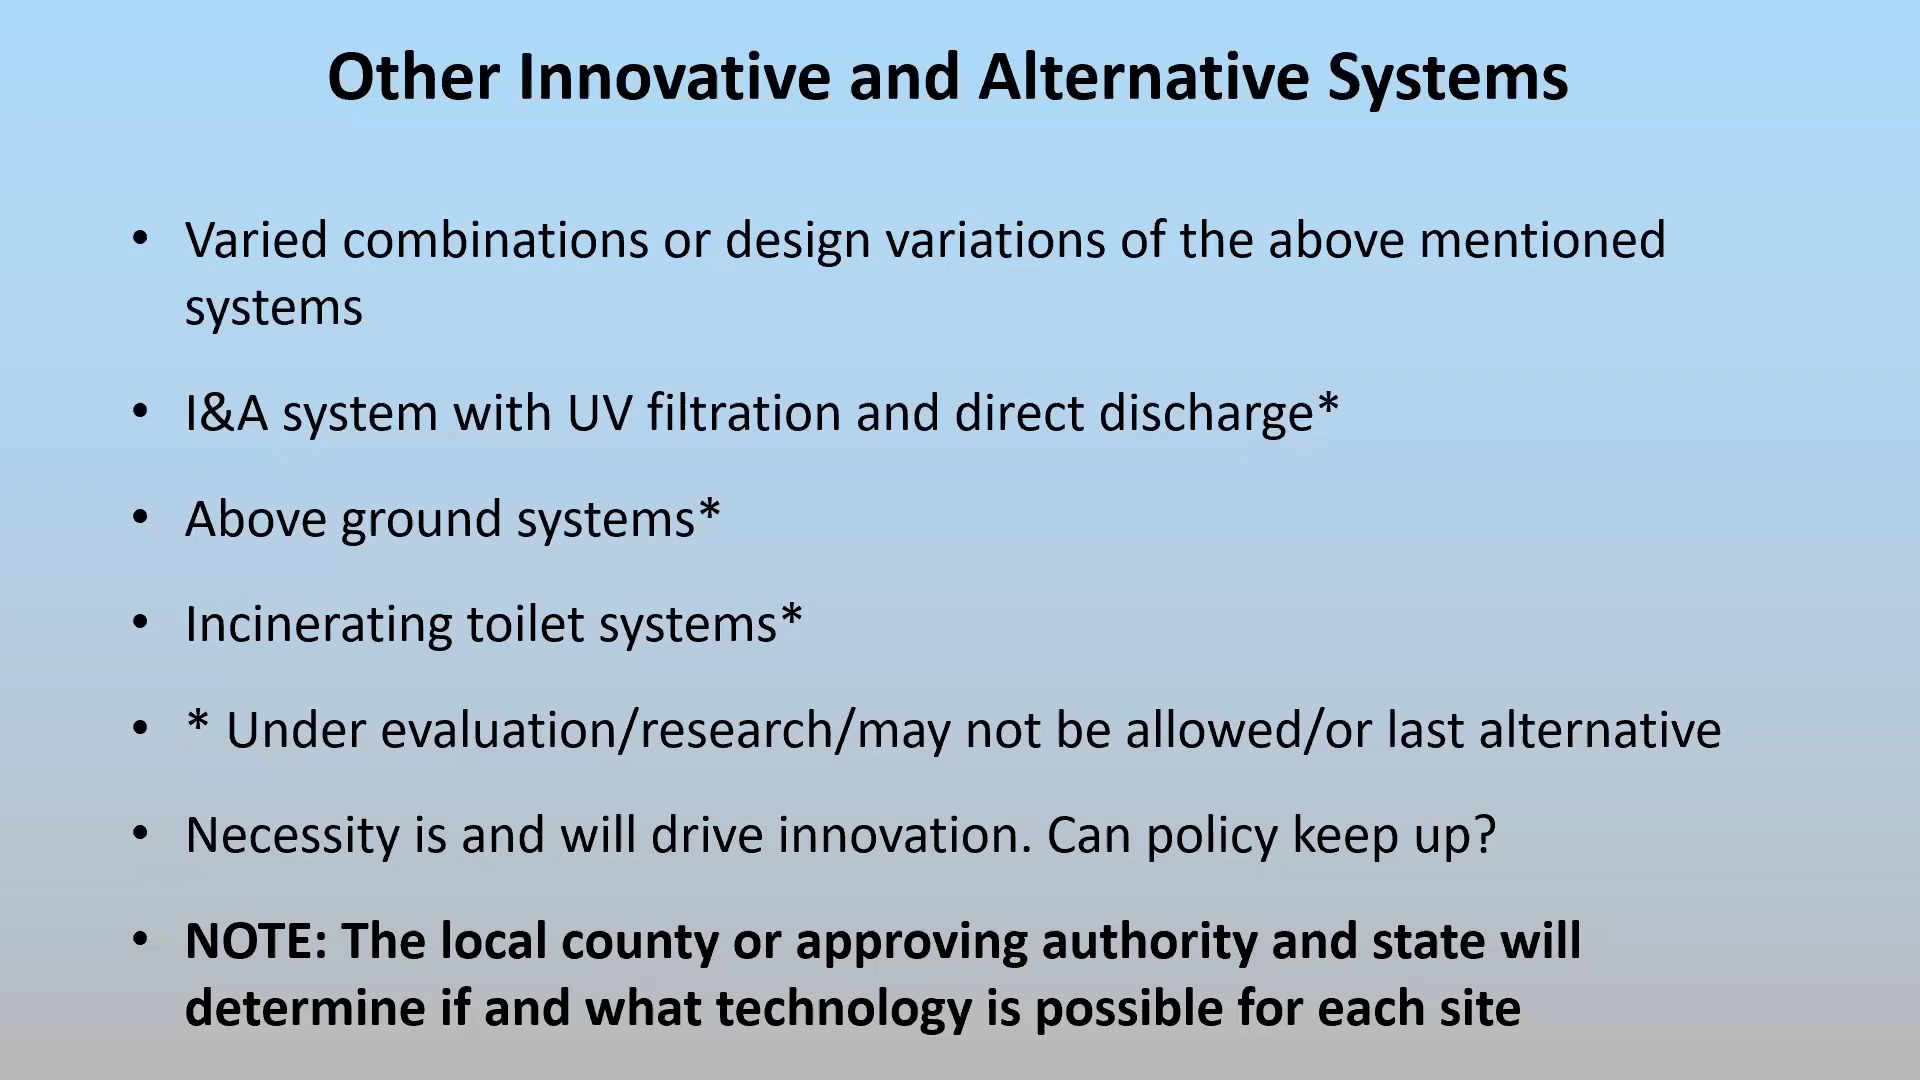 Other Innovative and Alternative Systems
• Varied combinations or design variations of the above mentioned
systems
• I&A system with UV filtration and direct discharge*
• Above ground systems*
• Incinerating toilet systems*
• * Under evaluation/research/may not be allowed/or last alternative
• Necessity is and will drive innovation. Can policy keep up?
• NOTE: The local county or approving authority and state will
determine if and what technology is possible for each site